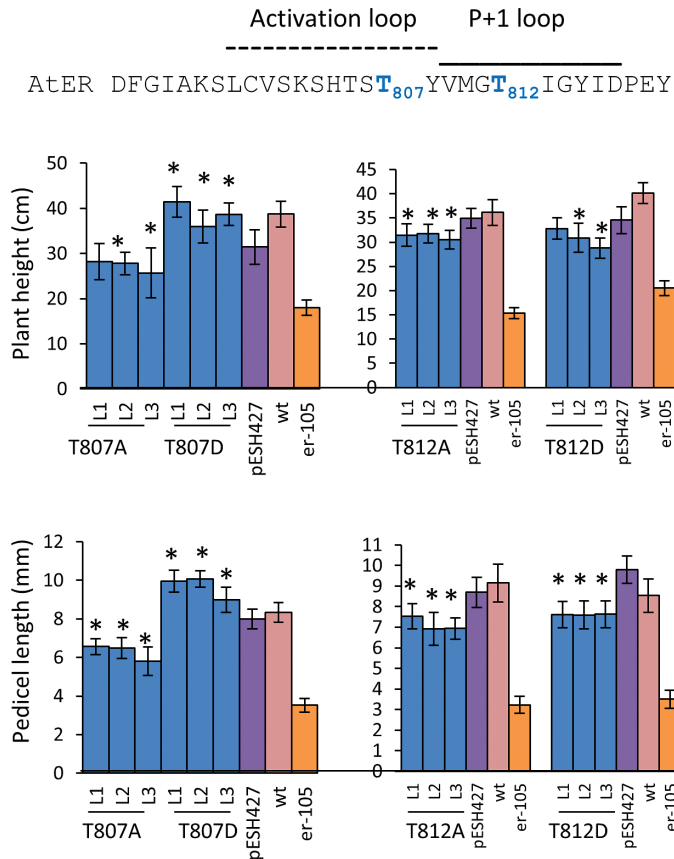 Activation loop P+1 loop
AtER DFGIAKSLCVSKSHTST807YVMGT812IGYIDPEY
Plant height (cm)
50
40
30
20
10
0
* * * * *
L1 L2 L3 L1 L2 L3 pESH427 wt er-105
T807A T807D
45
40
35
30
25
20
15
10
5
0
* * * * *
L1 L2 L3 pESH427 wt er-105 L1 L2 L3 pESH427 wt er-105
T812A T812D
Pedicel length (mm)
12
10
8
6
4
2
0
* * * * * *
L1 L2 L3 L1 L2 L3 pESH427 wt er-105
T807A T807D
11
10
9
8
7
6
5
4
3
2
1
0
* * * * * *
L1 L2 L3 pESH427 wt er-105 L1 L2 L3 pESH427 wt er-105
T812A T812D